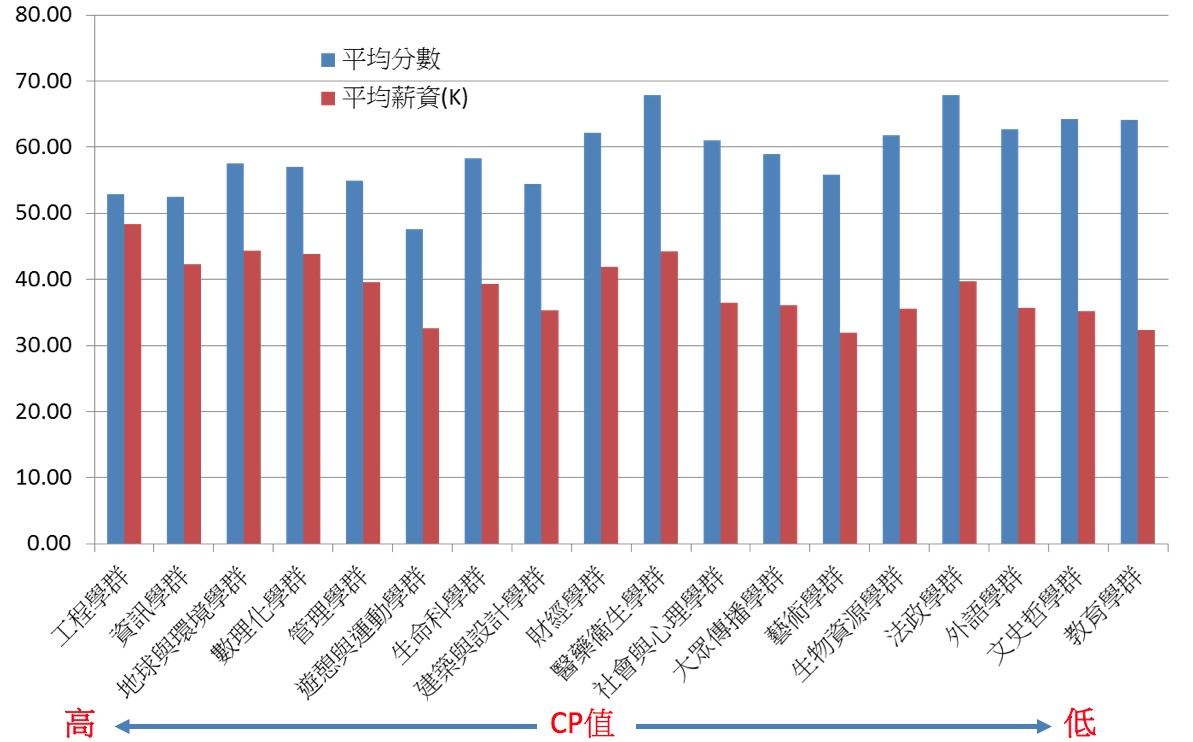 80.00
70.00
60.00
50.00
40.00
30.00
20.00
10.00
0.00
平均分數
平均薪資(K)
工程學群
資訊學群
地球與環境學群
數理化學群
管理學群
遊憩與運動學群
生命科學群
建築與設計學群
財經學群
醫藥衛生學群
社會與心理學群
大眾傳播學群
藝術學群
生物資源學群
法政學群
外語學群
文史哲學群
教育學群
高 CP值 低